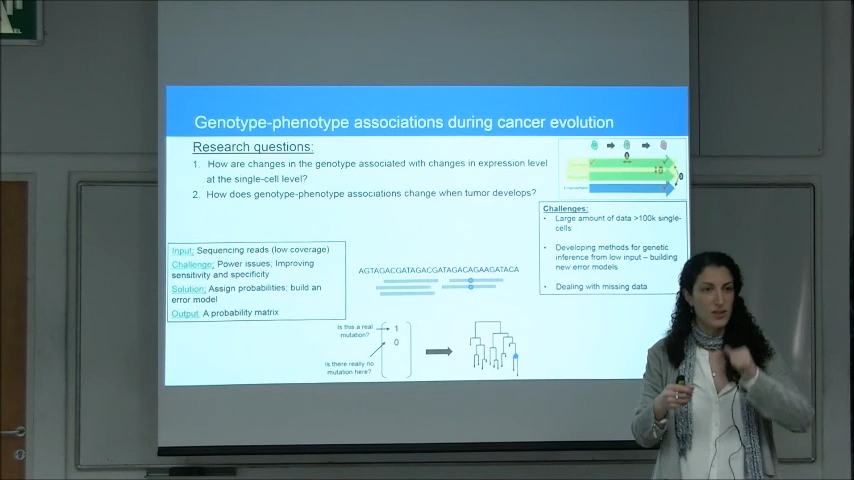 Genotype-phenotype associations during cancer evolution
Research questions:
1. How are changes in the genotype associated with changes in expression level
at the single-cell level?
2. How does genotype-phenotype associations change when tumor develops?
Challenges:
• Large amount of data >100k single-
cells
• Developing methods for genetic
inference from low input – building
new error models
• Dealing with missing data
Input: Sequencing reads (low coverage)
Challenge: Power issues; Improving
sensitivity and specificity
Solution: Assign probabilities; build an
error model
Output: A probability matrix
AGTAGACGATAGACGATAGACAGAAGATACA
Is this a real
mutation?
1
0
Is there really no
mutation here?